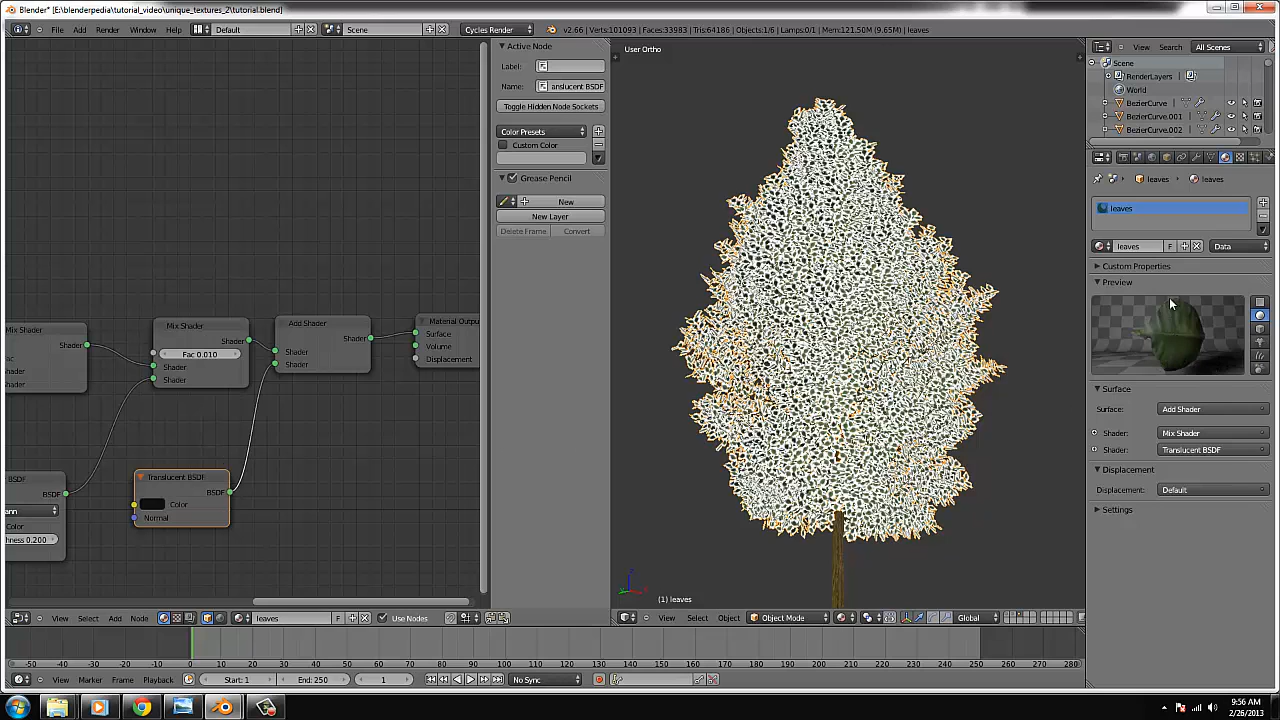 Blender* [E:\blenderpedia\tutorial_video\unique_textures_2\tutorial.blend]
File Add Render Window Help Default Scene Cycles Render v2.66 | Verts:101093 | Faces:33983 | Tris:64186 | Objects:1/6 | Lamps:0/1 | Mem:121.50M (9.65M) | leaves
View Search All Scenes
Active Node
Label:
Name: anslucent BSDF
Toggle Hidden Node Sockets
Color Presets
Custom Color
Grease Pencil
New
New Layer
Delete Frame Convert
User Ortho
Scene
RenderLayers
World
BezierCurve
BezierCurve.001
BezierCurve.002
leaves leaves
leaves
leaves F Data
Custom Properties
Preview
Surface
Surface: Add Shader
Shader: Mix Shader
Shader: Translucent BSDF
Displacement
Displacement: Default
Settings
Mix Shader
Shader
ac
hader
hader
Mix Shader
Shader
Fac 0.010
Shader
Shader
Add Shader
Shader
Shader
Shader
Material Outpu
Surface
Volume
Displacement
BSDF
BSDF
ann
Color
hness 0.200
Translucent BSDF
BSDF
Color
Normal
(1) leaves
View Select Add Node leaves F Use Nodes
View Select Object Object Mode Global
-50 -40 -30 -20 -10 0 10 20 30 40 50 60 70 80 90 100 110 120 130 140 150 160 170 180 190 200 210 220 230 240 250 260 270 280
View Marker Frame Playback Start: 1 End: 250 1 No Sync
9:56 AM
2/26/2013